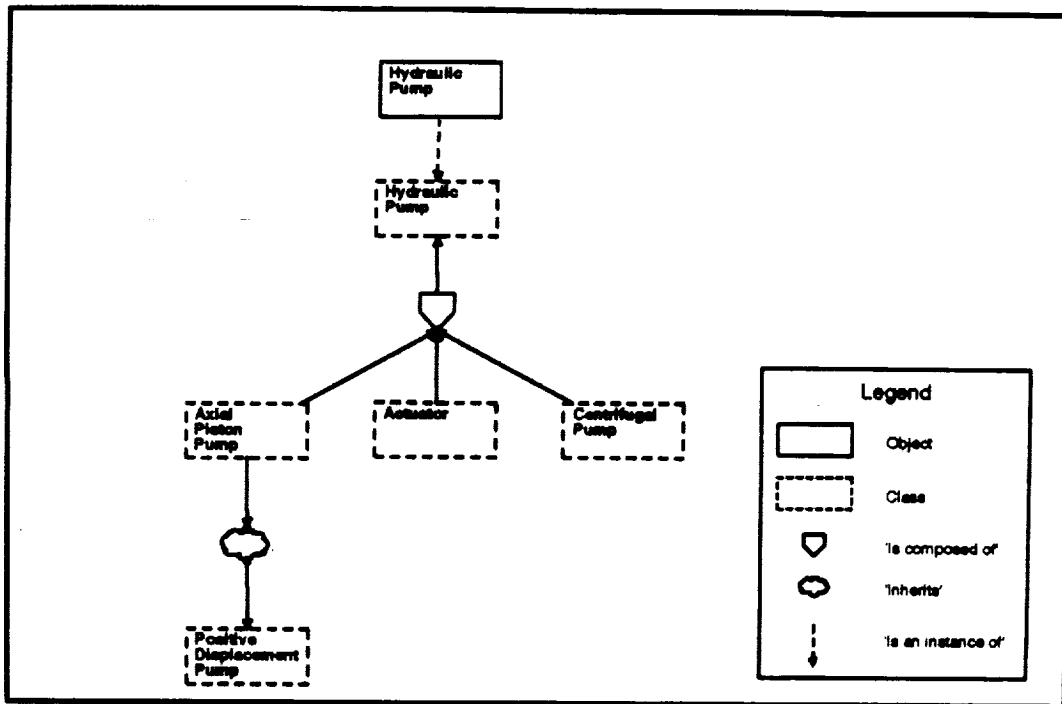 Hydraulic
Pump
Hydraulic
Pump
Axial
Piston
Pump
Actuator
Centrifugal
Pump
Positive
Displacement
Pump
Legend
Object
Class
'Is composed of'
'Inherits'
'Is an instance of'